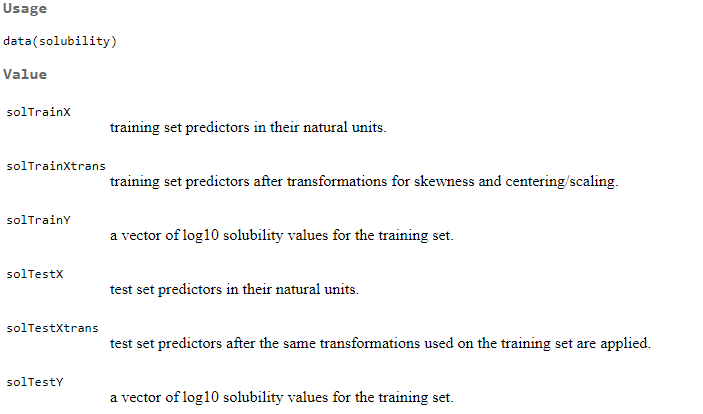 Usage
data(solubility)
Value
solTrainX
training set predictors in their natural units.
solTrainXtrans
training set predictors after transformations for skewness and centering/scaling.
solTrainY
a vector of log10 solubility values for the training set.
solTestX
test set predictors in their natural units.
solTestXtrans
test set predictors after the same transformations used on the training set are applied.
solTestY
a vector of log10 solubility values for the training set.